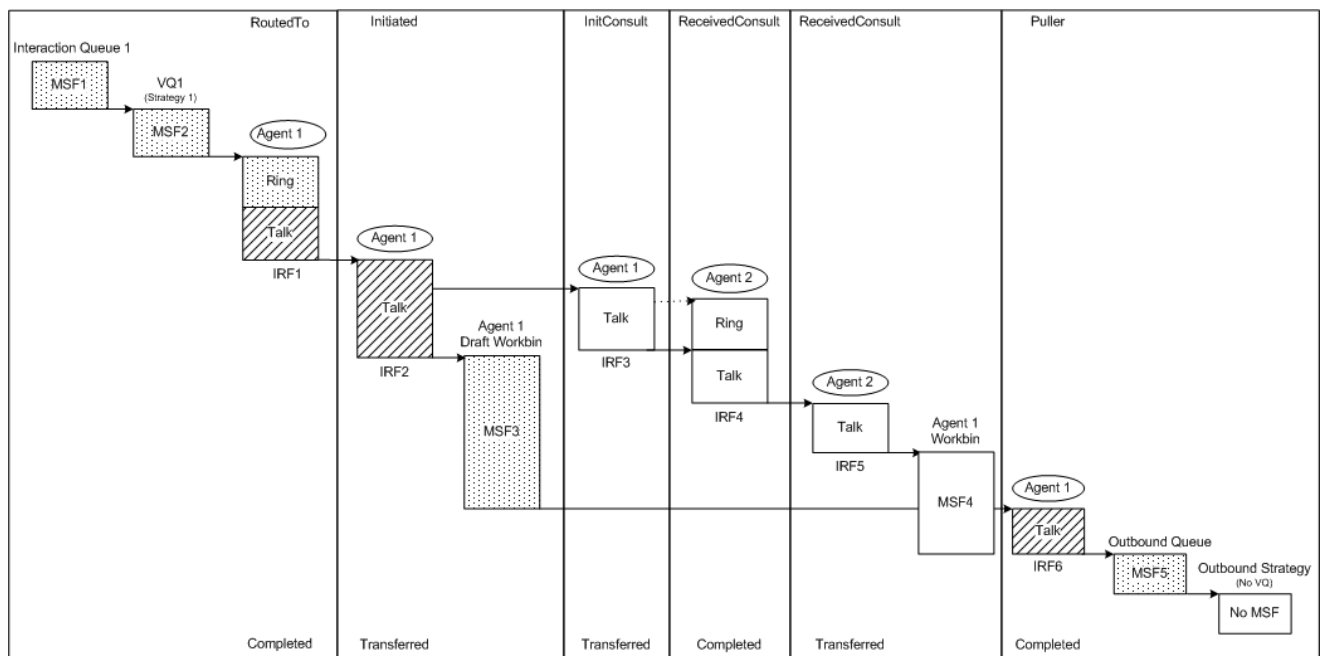 RoutedTo
Initiated
InitConsult
ReceivedConsult
ReceivedConsult
Puller
Interaction Queue 1
MSF1
VQ1
(Strategy 1)
MSF2
Agent 1
Ring
Talk
IRF1
Agent 1
Talk
IRF2
Agent 1
Draft Workbin
MSF3
Agent 1
Talk
IRF3
Agent 2
Ring
Talk
IRF4
Agent 2
Talk
IRF5
Agent 1
Workbin
MSF4
Agent 1
Talk
IRF6
Outbound Queue
MSF5
Outbound Strategy
(No VQ)
No MSF
Completed
Transferred
InitConsult
Transferred
Completed
Transferred
Completed